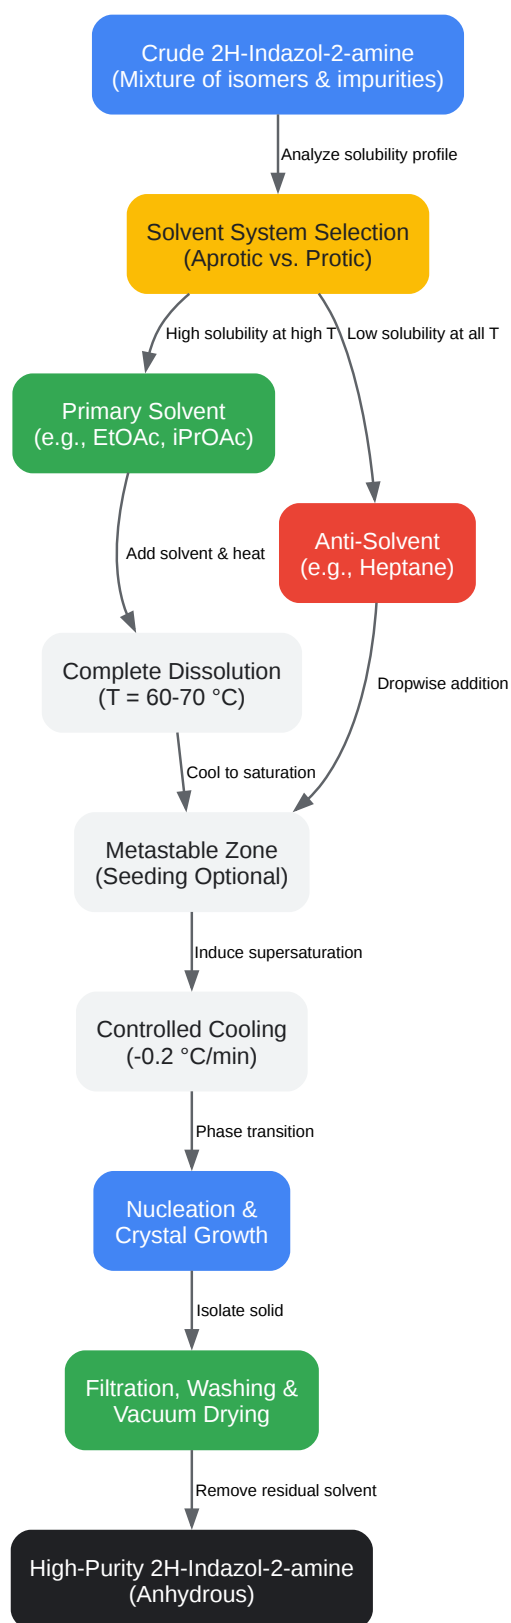 Crude 2H-Indazol-2-amine
(Mixture of isomers & impurities)
Analyze solubility profile
Solvent System Selection
(Aprotic vs. Protic)
High solubility at high T
Low solubility at all T
Primary Solvent
(e.g., EtOAc, iPrOAc)
Anti-Solvent
(e.g., Heptane)
Add solvent & heat
Complete Dissolution
(T = 60-70 °C)
Dropwise addition
Cool to saturation
Metastable Zone
(Seeding Optional)
Induce supersaturation
Controlled Cooling
(-0.2 °C/min)
Phase transition
Nucleation &
Crystal Growth
Isolate solid
Filtration, Washing &
Vacuum Drying
Remove residual solvent
High-Purity 2H-Indazol-2-amine
(Anhydrous)